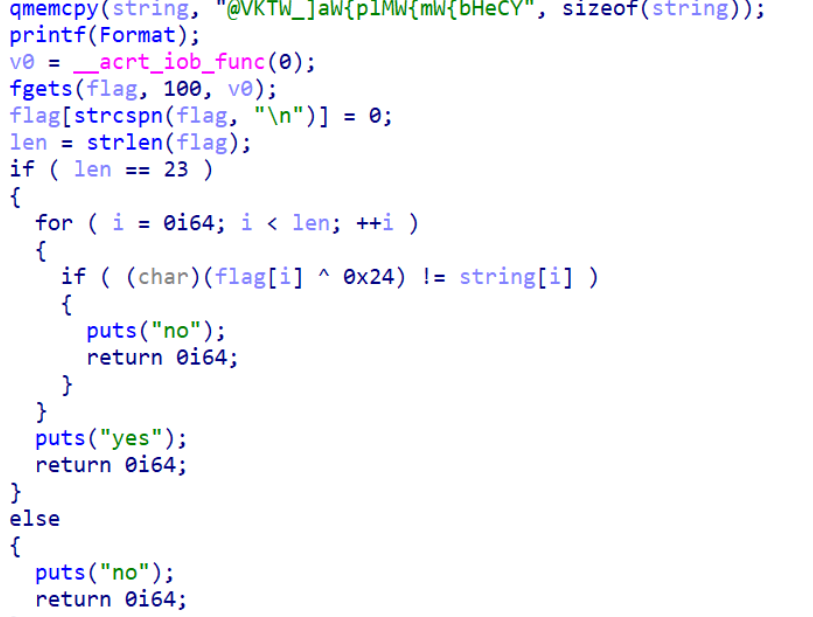 qmemcpy(string, "@VKTW_]aW{plMW{mW{bHeCY", sizeof(string));
printf(Format);
v0 = __acrt_iob_func(0);
fgets(flag, 100, v0);
flag[strcspn(flag, "\n")] = 0;
len = strlen(flag);
if ( len == 23 )
{
for ( i = 0i64; i < len; ++i )
{
if ( (char)(flag[i] ^ 0x24) != string[i] )
{
puts("no");
return 0i64;
}
}
puts("yes");
return 0i64;
}
else
{
puts("no");
return 0i64;